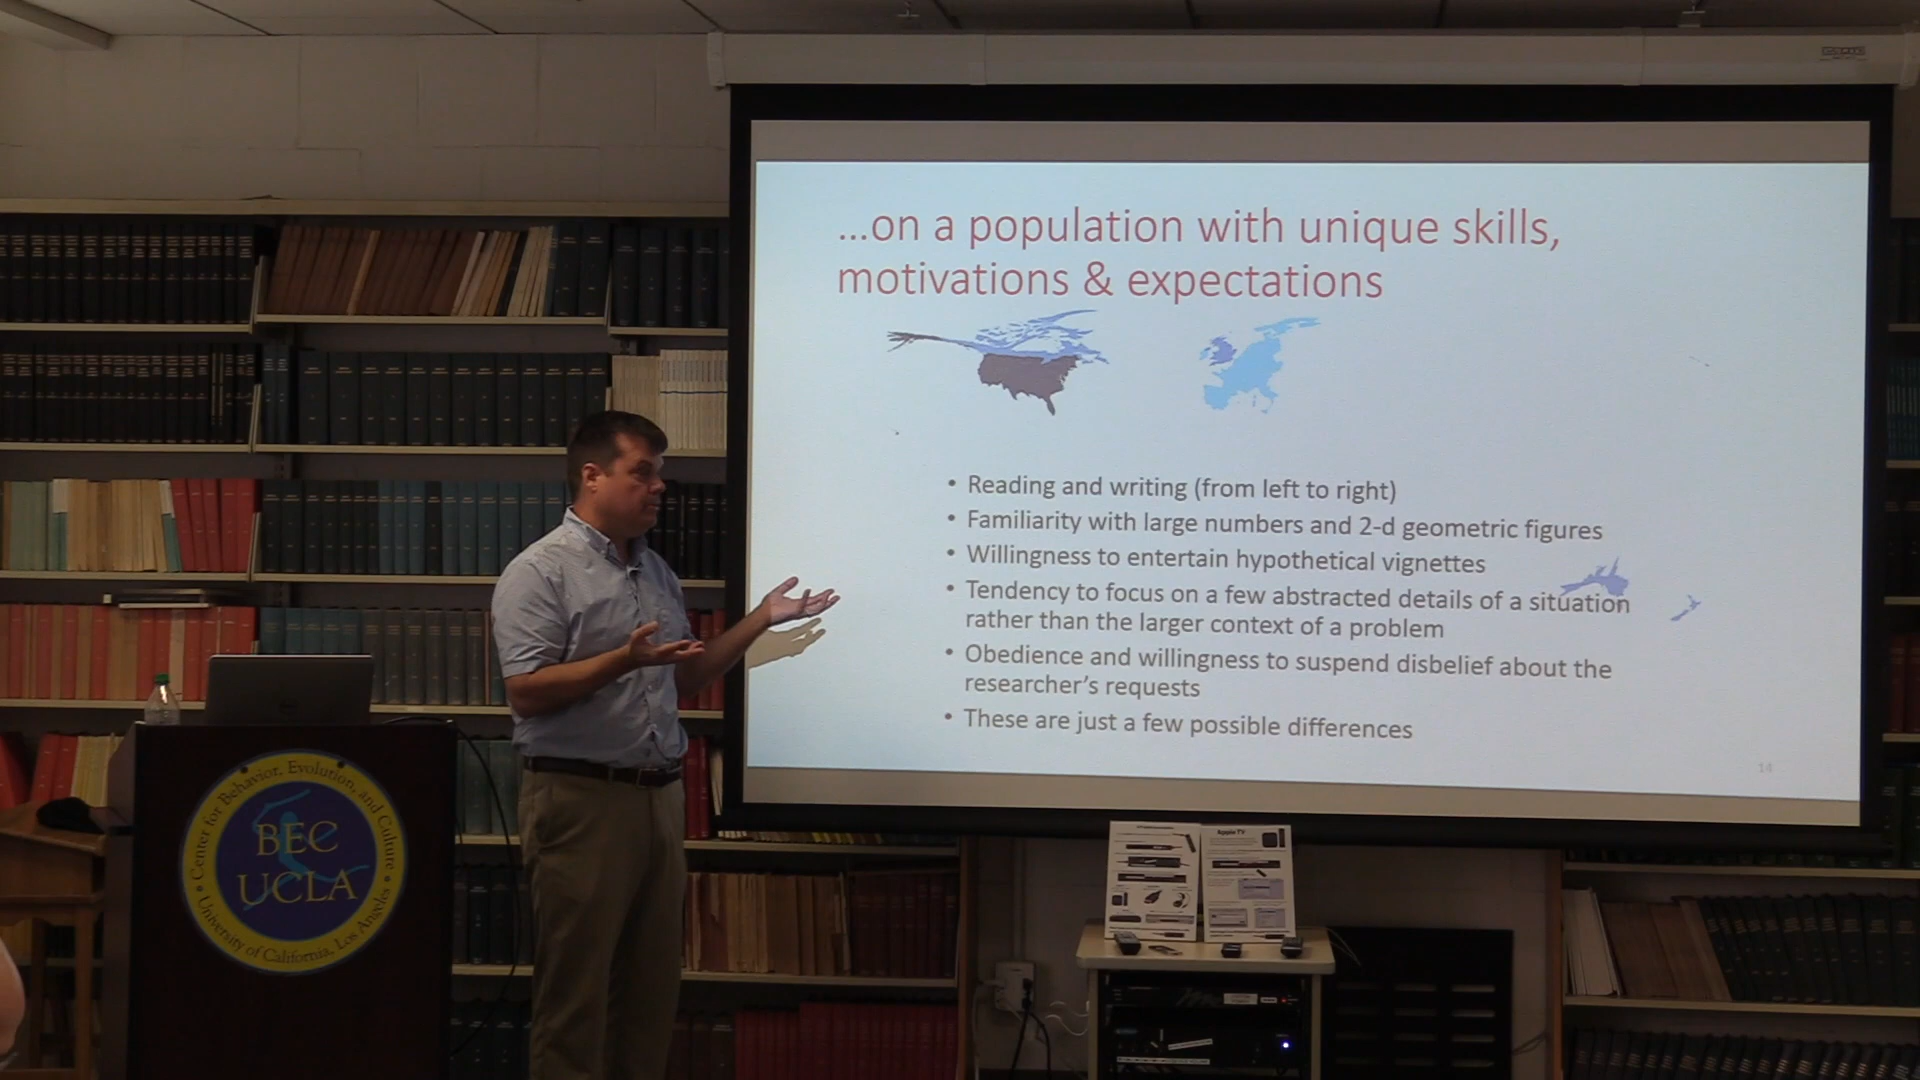 ...on a population with unique skills,
motivations & expectations
• Reading and writing (from left to right)
• Familiarity with large numbers and 2-d geometric figures
• Willingness to entertain hypothetical vignettes
• Tendency to focus on a few abstracted details of a situation
rather than the larger context of a problem
• Obedience and willingness to suspend disbelief about the
researcher's requests
• These are just a few possible differences
14
Center for Behavior, Evolution, and Culture
BEC
UCLA
University of California, Los Angeles
Apple TV